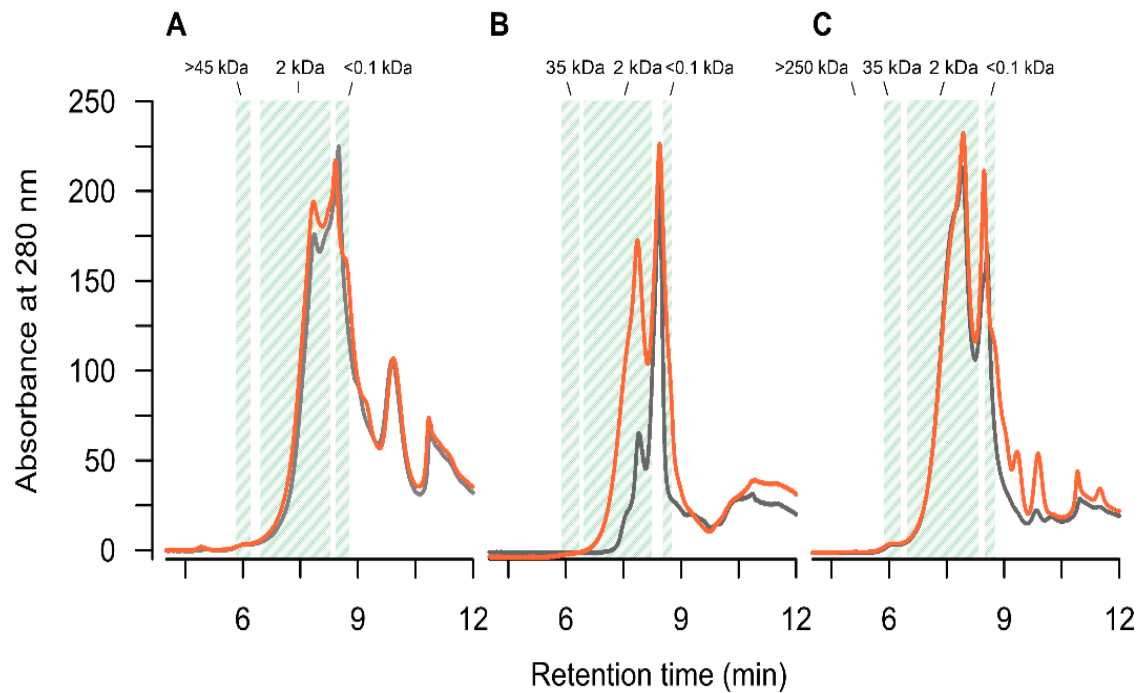 A B C
>45 kDa 2 kDa <0.1 kDa 35 kDa 2 kDa <0.1 kDa >250 kDa 35 kDa 2 kDa <0.1 kDa
250
200
150
100
50
0
Absorbance at 280 nm
6 9 12 6 9 12 6 9 12
Retention time (min)